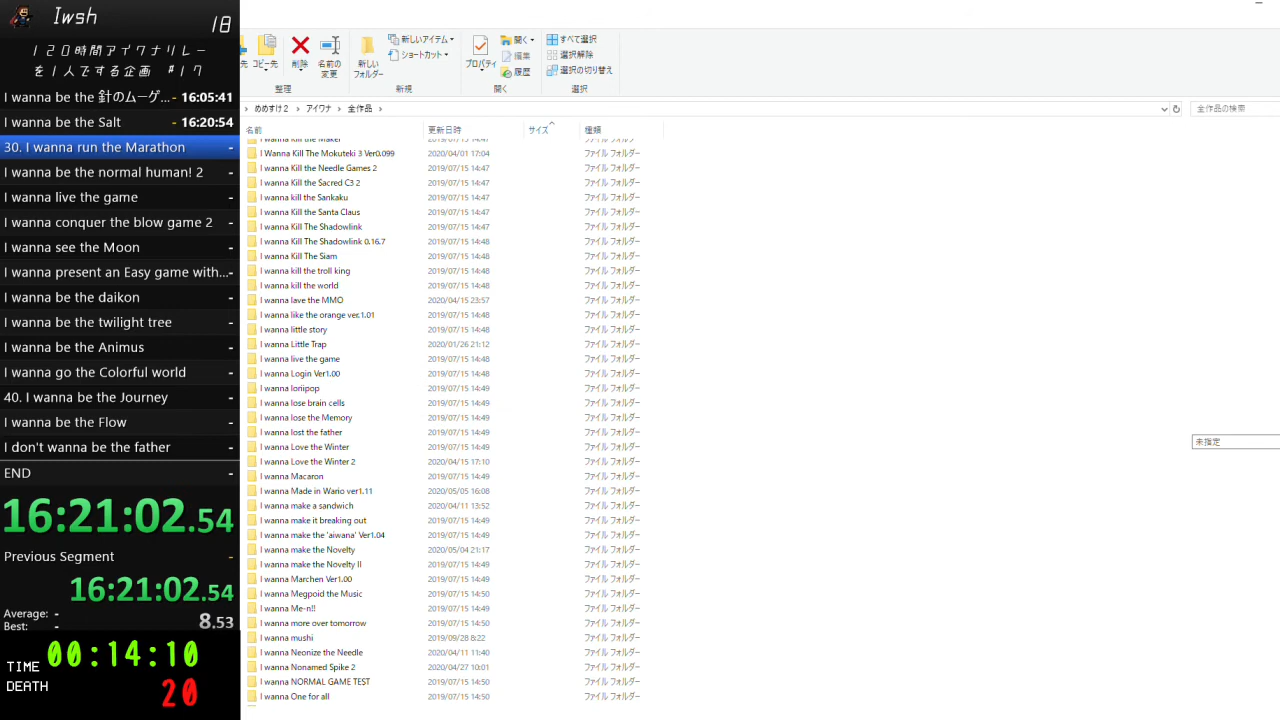 Iwsh
18
120時間アイワナリレー
を1人でする企画 #17
I wanna be the 針のムーゲ... - 16:05:41
I wanna be the Salt - 16:20:54
30. I wanna run the Marathon -
I wanna be the normal human! 2 -
I wanna live the game -
I wanna conquer the blow game 2 -
I wanna see the Moon -
I wanna present an Easy game with... -
I wanna be the daikon -
I wanna be the twilight tree -
I wanna be the Animus -
I wanna go the Colorful world -
40. I wanna be the Journey -
I wanna be the Flow -
I don't wanna be the father -
END -
16:21:02.54
Previous Segment -
16:21:02.54
Average: -
Best: -
8.53
TIME 00:14:10
DEATH 20
先 コピー先 削除 名前の変更 新しいフォルダー
新しいアイテム
ショートカット
プロパティ
開く
編集
履歴
すべて選択
選択解除
選択の切り替え
整理 新規 開く 選択
めめすけ2 > アイワナ > 全作品 >
全作品の検索
名前 更新日時 サイズ 種類
I wanna Kill the Maker 2019/07/15 14:47 ファイル フォルダー
I Wanna Kill The Mokuteki 3 Ver0.099 2020/04/01 17:04 ファイル フォルダー
I wanna Kill the Needle Games 2 2019/07/15 14:47 ファイル フォルダー
I wanna Kill the Sacred C3 2 2019/07/15 14:47 ファイル フォルダー
I wanna kill the Sankaku 2019/07/15 14:47 ファイル フォルダー
I wanna Kill the Santa Claus 2019/07/15 14:47 ファイル フォルダー
I wanna Kill The Shadowlink 2019/07/15 14:47 ファイル フォルダー
I wanna Kill The Shadowlink 0.16.7 2019/07/15 14:48 ファイル フォルダー
I wanna Kill The Siam 2019/07/15 14:48 ファイル フォルダー
I wanna kill the troll king 2019/07/15 14:48 ファイル フォルダー
I wanna kill the world 2019/07/15 14:48 ファイル フォルダー
I wanna lave the MMO 2020/04/15 23:57 ファイル フォルダー
I wanna like the orange ver.1.01 2019/07/15 14:48 ファイル フォルダー
I wanna little story 2019/07/15 14:48 ファイル フォルダー
I wanna Little Trap 2020/01/26 21:12 ファイル フォルダー
I wanna live the game 2019/07/15 14:48 ファイル フォルダー
I wanna Login Ver1.00 2019/07/15 14:48 ファイル フォルダー
I wanna loriipop 2019/07/15 14:49 ファイル フォルダー
I wanna lose brain cells 2019/07/15 14:49 ファイル フォルダー
I wanna lose the Memory 2019/07/15 14:49 ファイル フォルダー
I wanna lost the father 2019/07/15 14:49 ファイル フォルダー
I wanna Love the Winter 2019/07/15 14:49 ファイル フォルダー
I wanna Love the Winter 2 2020/04/15 17:10 ファイル フォルダー
I wanna Macaron 2019/07/15 14:49 ファイル フォルダー
I wanna Made in Wario ver1.11 2020/05/05 16:08 ファイル フォルダー
I wanna make a sandwich 2020/04/11 13:52 ファイル フォルダー
I wanna make it breaking out 2019/07/15 14:49 ファイル フォルダー
I wanna make the 'aiwana' Ver1.04 2019/07/15 14:49 ファイル フォルダー
I wanna make the Novelty 2020/05/04 21:17 ファイル フォルダー
I wanna make the Novelty II 2019/07/15 14:49 ファイル フォルダー
I wanna Marchen Ver1.00 2019/07/15 14:49 ファイル フォルダー
I wanna Megpoid the Music 2019/07/15 14:50 ファイル フォルダー
I wanna Me-n!! 2019/07/15 14:49 ファイル フォルダー
I wanna more over tomorrow 2019/07/15 14:50 ファイル フォルダー
I wanna mushi 2019/09/28 8:22 ファイル フォルダー
I wanna Neonize the Needle 2020/04/11 11:40 ファイル フォルダー
I wanna Nonamed Spike 2 2020/04/27 10:01 ファイル フォルダー
I wanna NORMAL GAME TEST 2019/07/15 14:50 ファイル フォルダー
I wanna One for all 2019/07/15 14:50 ファイル フォルダー
未指定